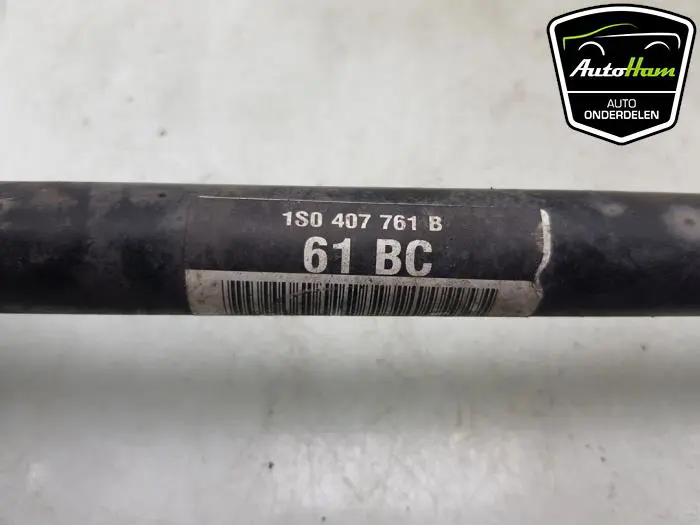 AutoHam
AUTO
ONDERDELEN
1S0 407 761 B
61 BC